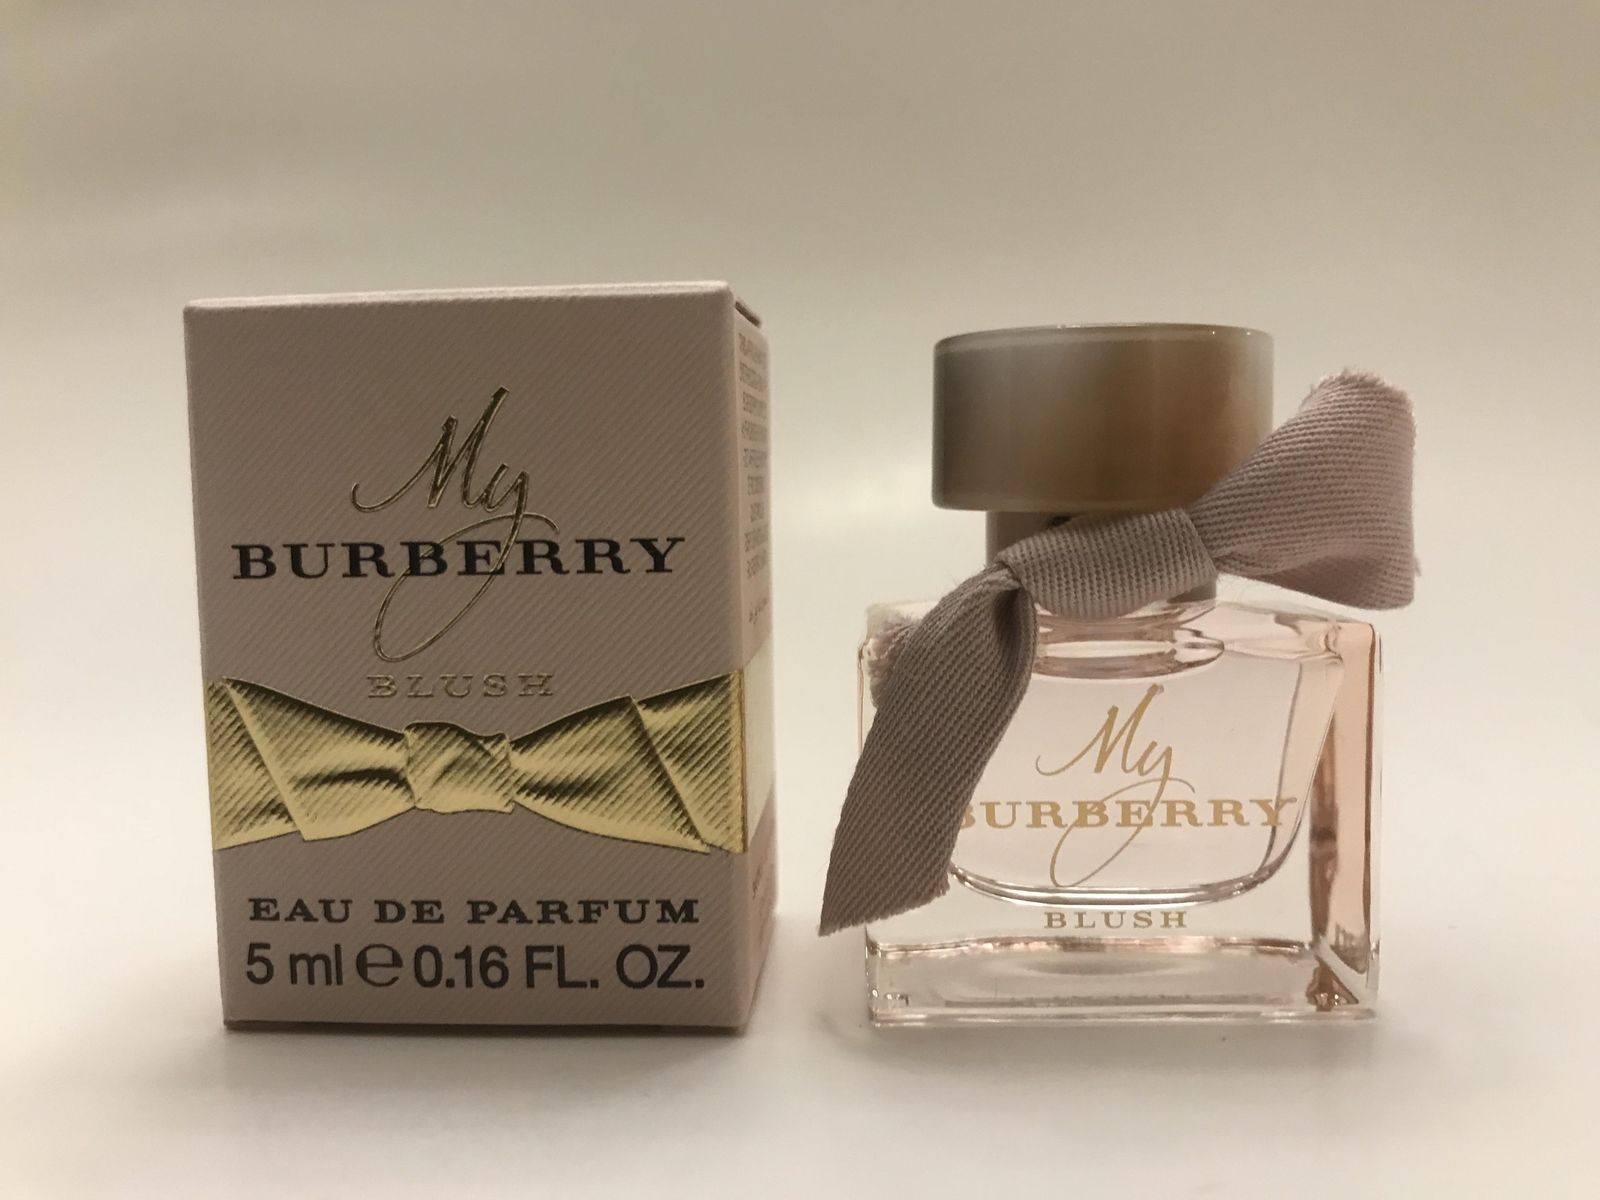 My
BURBERRY
BLUSH
EAU DE PARFUM
5 ml e 0.16 FL. OZ.
My
BURBERRY
BLUSH